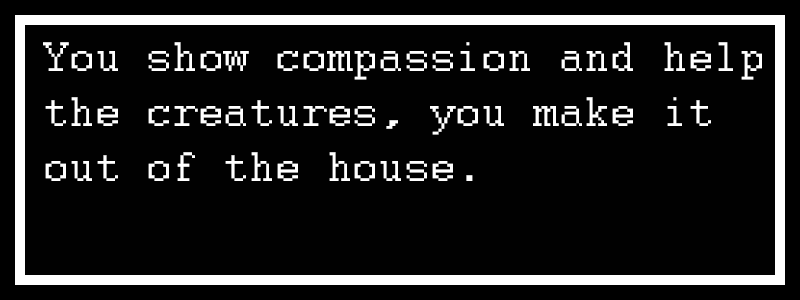 You show compassion and help
the creatures, you make it
out of the house.